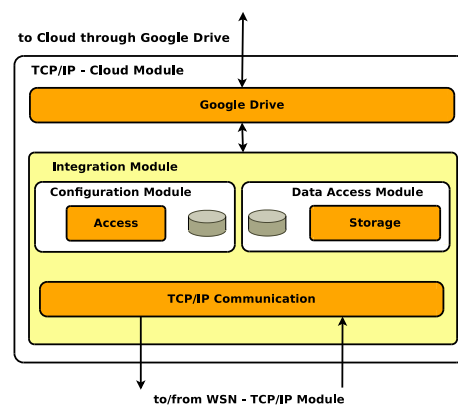 to Cloud through Google Drive
TCP/IP - Cloud Module
Google Drive
Integration Module
Configuration Module
Data Access Module
Access
Storage
TCP/IP Communication
to/from WSN - TCP/IP Module